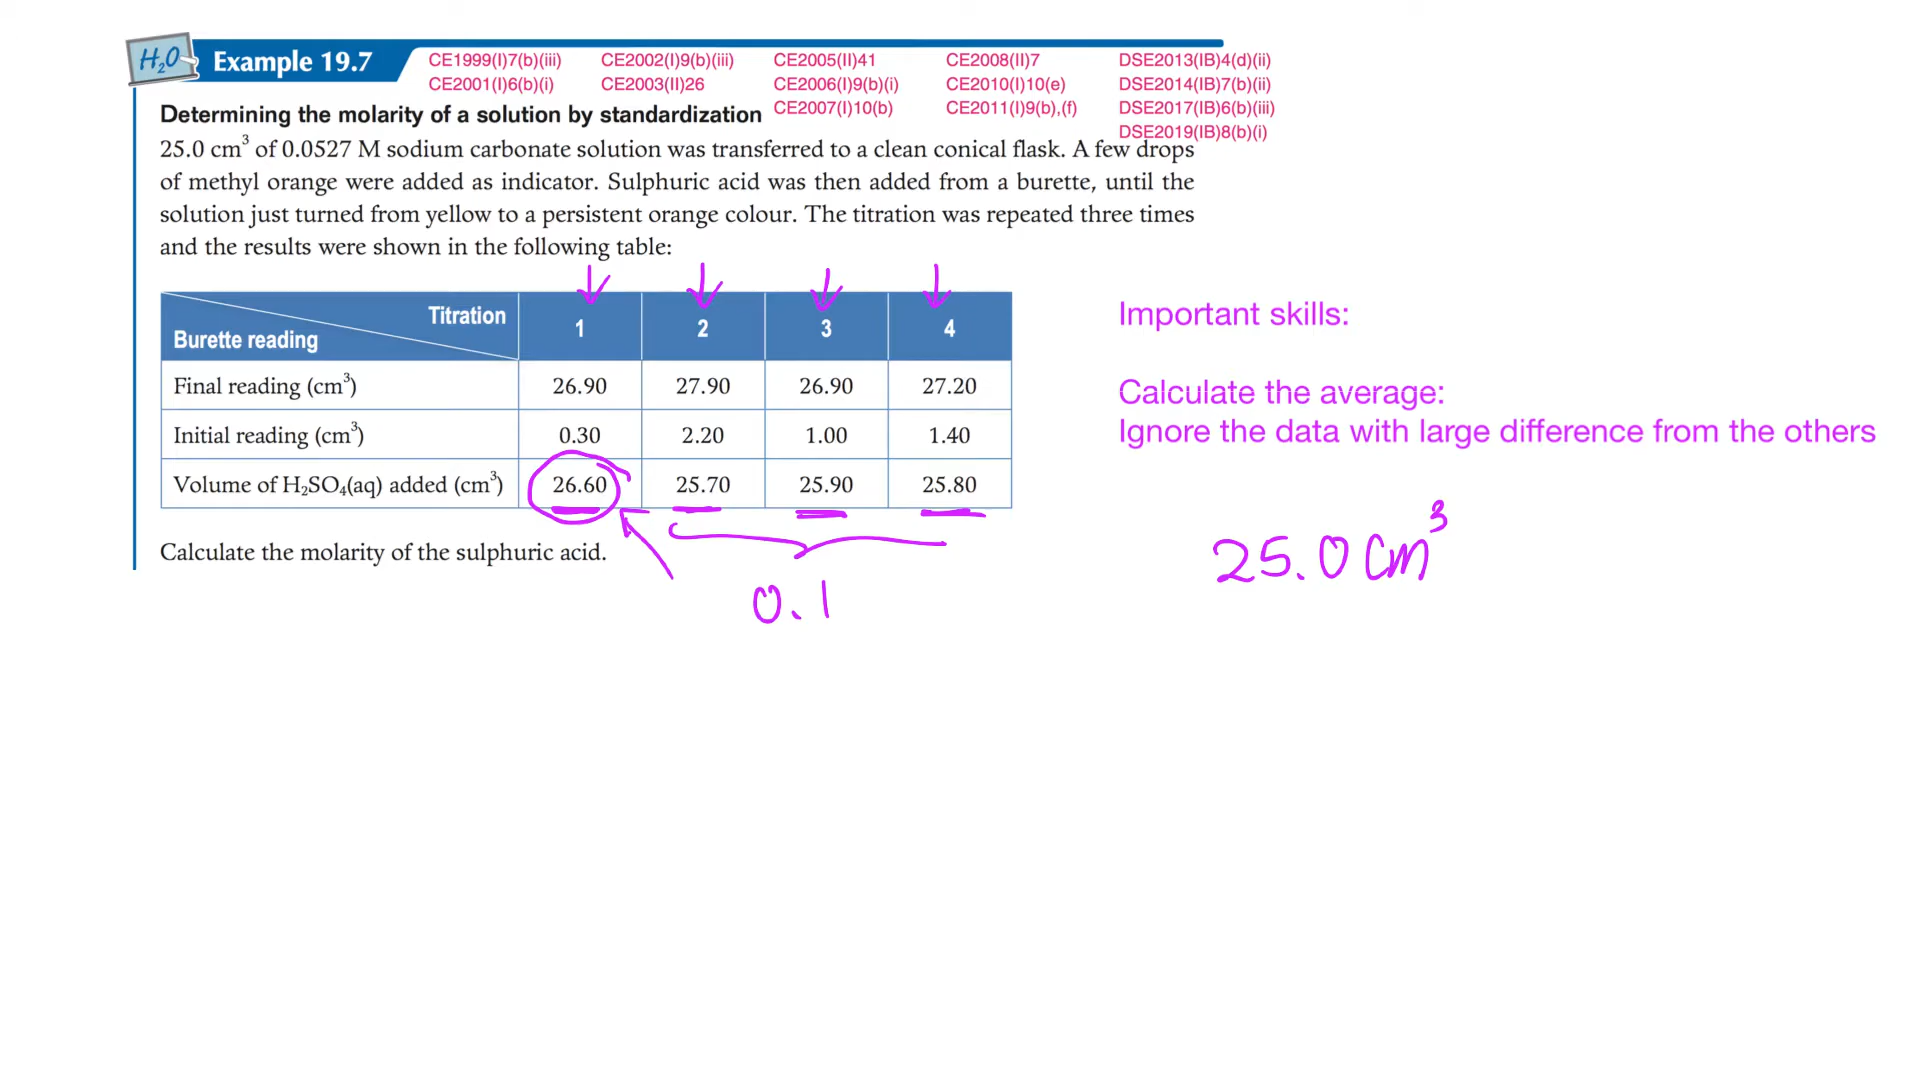 H₂O Example 19.7
CE1999(I)7(b)(iii) CE2002(I)9(b)(iii) CE2005(II)41 CE2008(II)7 DSE2013(IB)4(d)(ii)
CE2001(I)6(b)(i) CE2003(II)26 CE2006(I)9(b)(i) CE2010(I)10(e) DSE2014(IB)7(b)(ii)
CE2007(I)10(b) CE2011(I)9(b),(f) DSE2017(IB)6(b)(iii)
DSE2019(IB)8(b)(i)
Determining the molarity of a solution by standardization
25.0 cm³ of 0.0527 M sodium carbonate solution was transferred to a clean conical flask. A few drops
of methyl orange were added as indicator. Sulphuric acid was then added from a burette, until the
solution just turned from yellow to a persistent orange colour. The titration was repeated three times
and the results were shown in the following table:
Titration 1 2 3 4
Burette reading
Final reading (cm³) 26.90 27.90 26.90 27.20
Initial reading (cm³) 0.30 2.20 1.00 1.40
Volume of H₂SO₄(aq) added (cm³) 26.60 25.70 25.90 25.80
Calculate the molarity of the sulphuric acid.
0.1
Important skills:
Calculate the average:
Ignore the data with large difference from the others
25.0 cm³